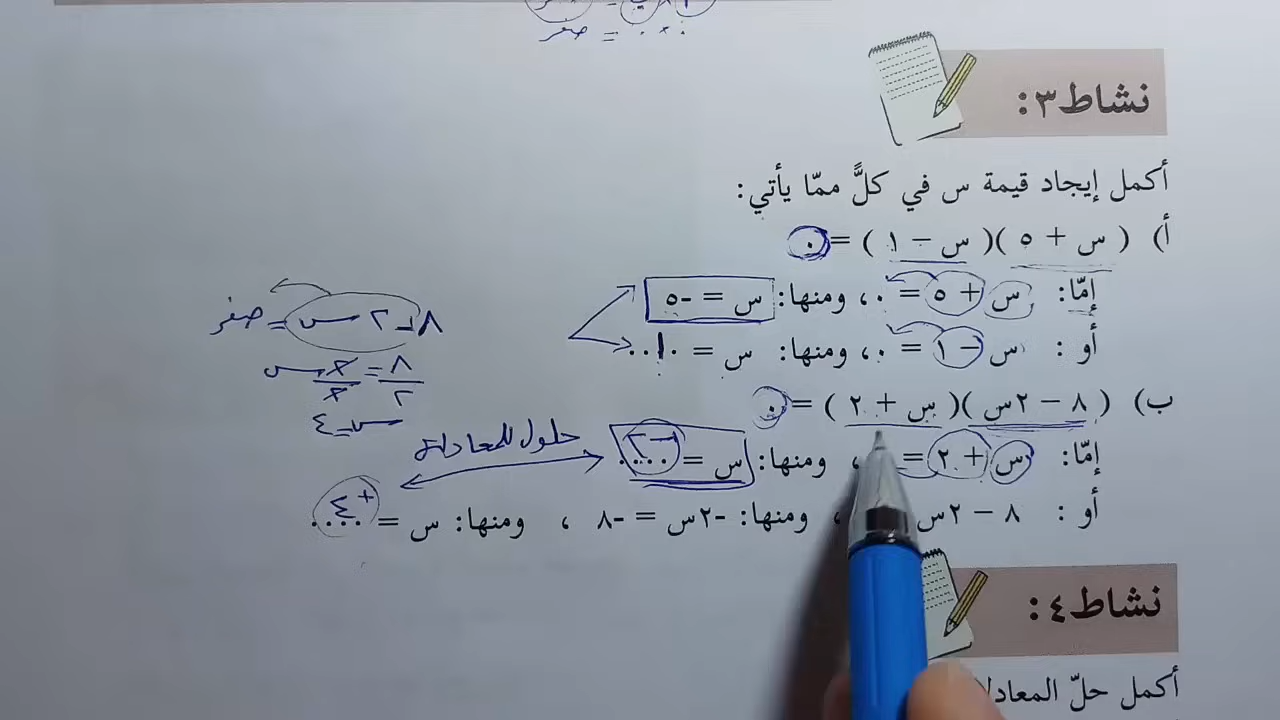 ٠ × ٠ = صفر
نشاط٣:
أكمل إيجاد قيمة س في كلًّ ممّا يأتي:
أ) ( س + ٥ )( س – ١ ) = ٠
إمّا: س + ٥ = ٠، ومنها: س = -٥
أو : س – ١ = ٠، ومنها: س = ١
ب) ( ٨ – ٢س )( س + ٢ ) = ٠
إمّا: س + ٢ = ، ومنها: س = -٢
أو : ٨ – ٢س ، ومنها: -٢س = -٨ ، ومنها: س = +٤
٨ - ٢س = صفر
٨/٢ = ٢س/٢
س = ٤
حلول للمعادلة
نشاط٤:
أكمل حلّ